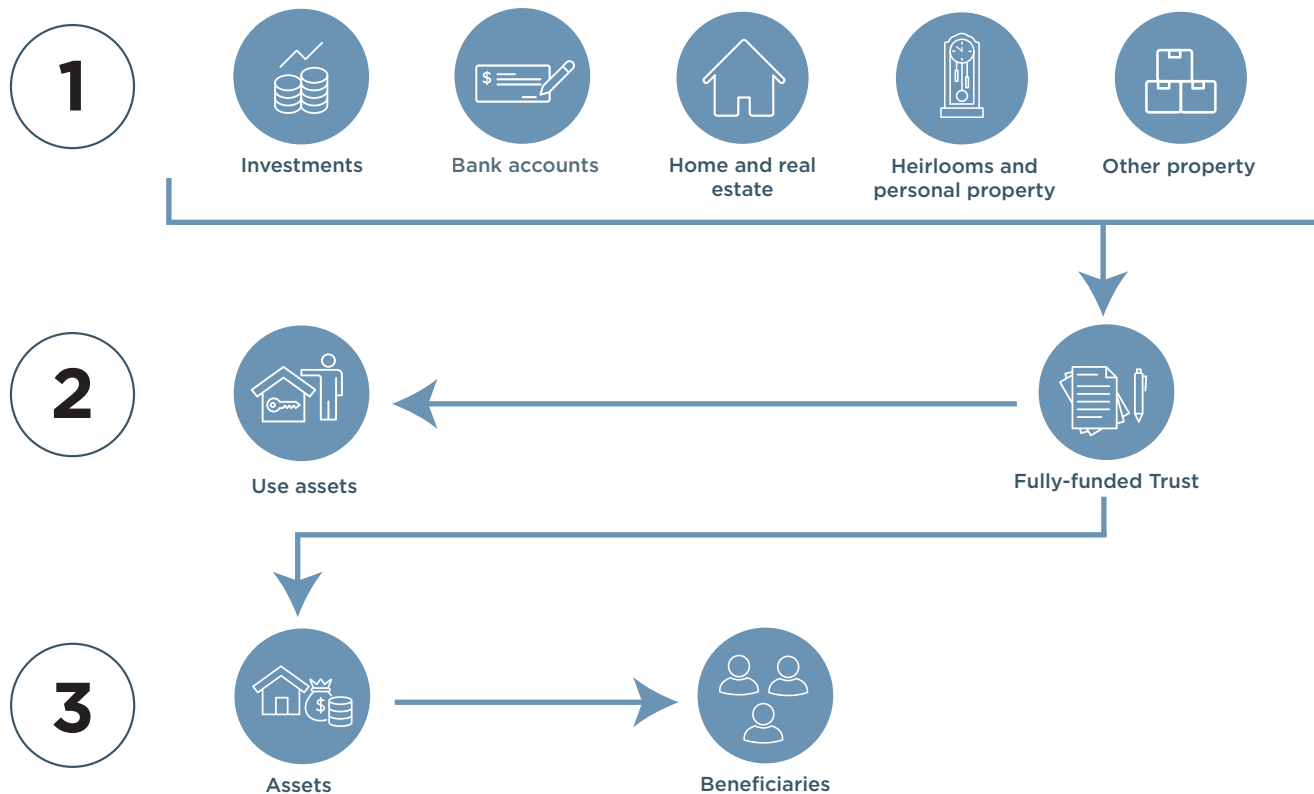 1
Investments
Bank accounts
Home and real
estate
Heirlooms and
personal property
Other property
2
$
Use assets
Fully-funded Trust
3
$
Assets
Beneficiaries